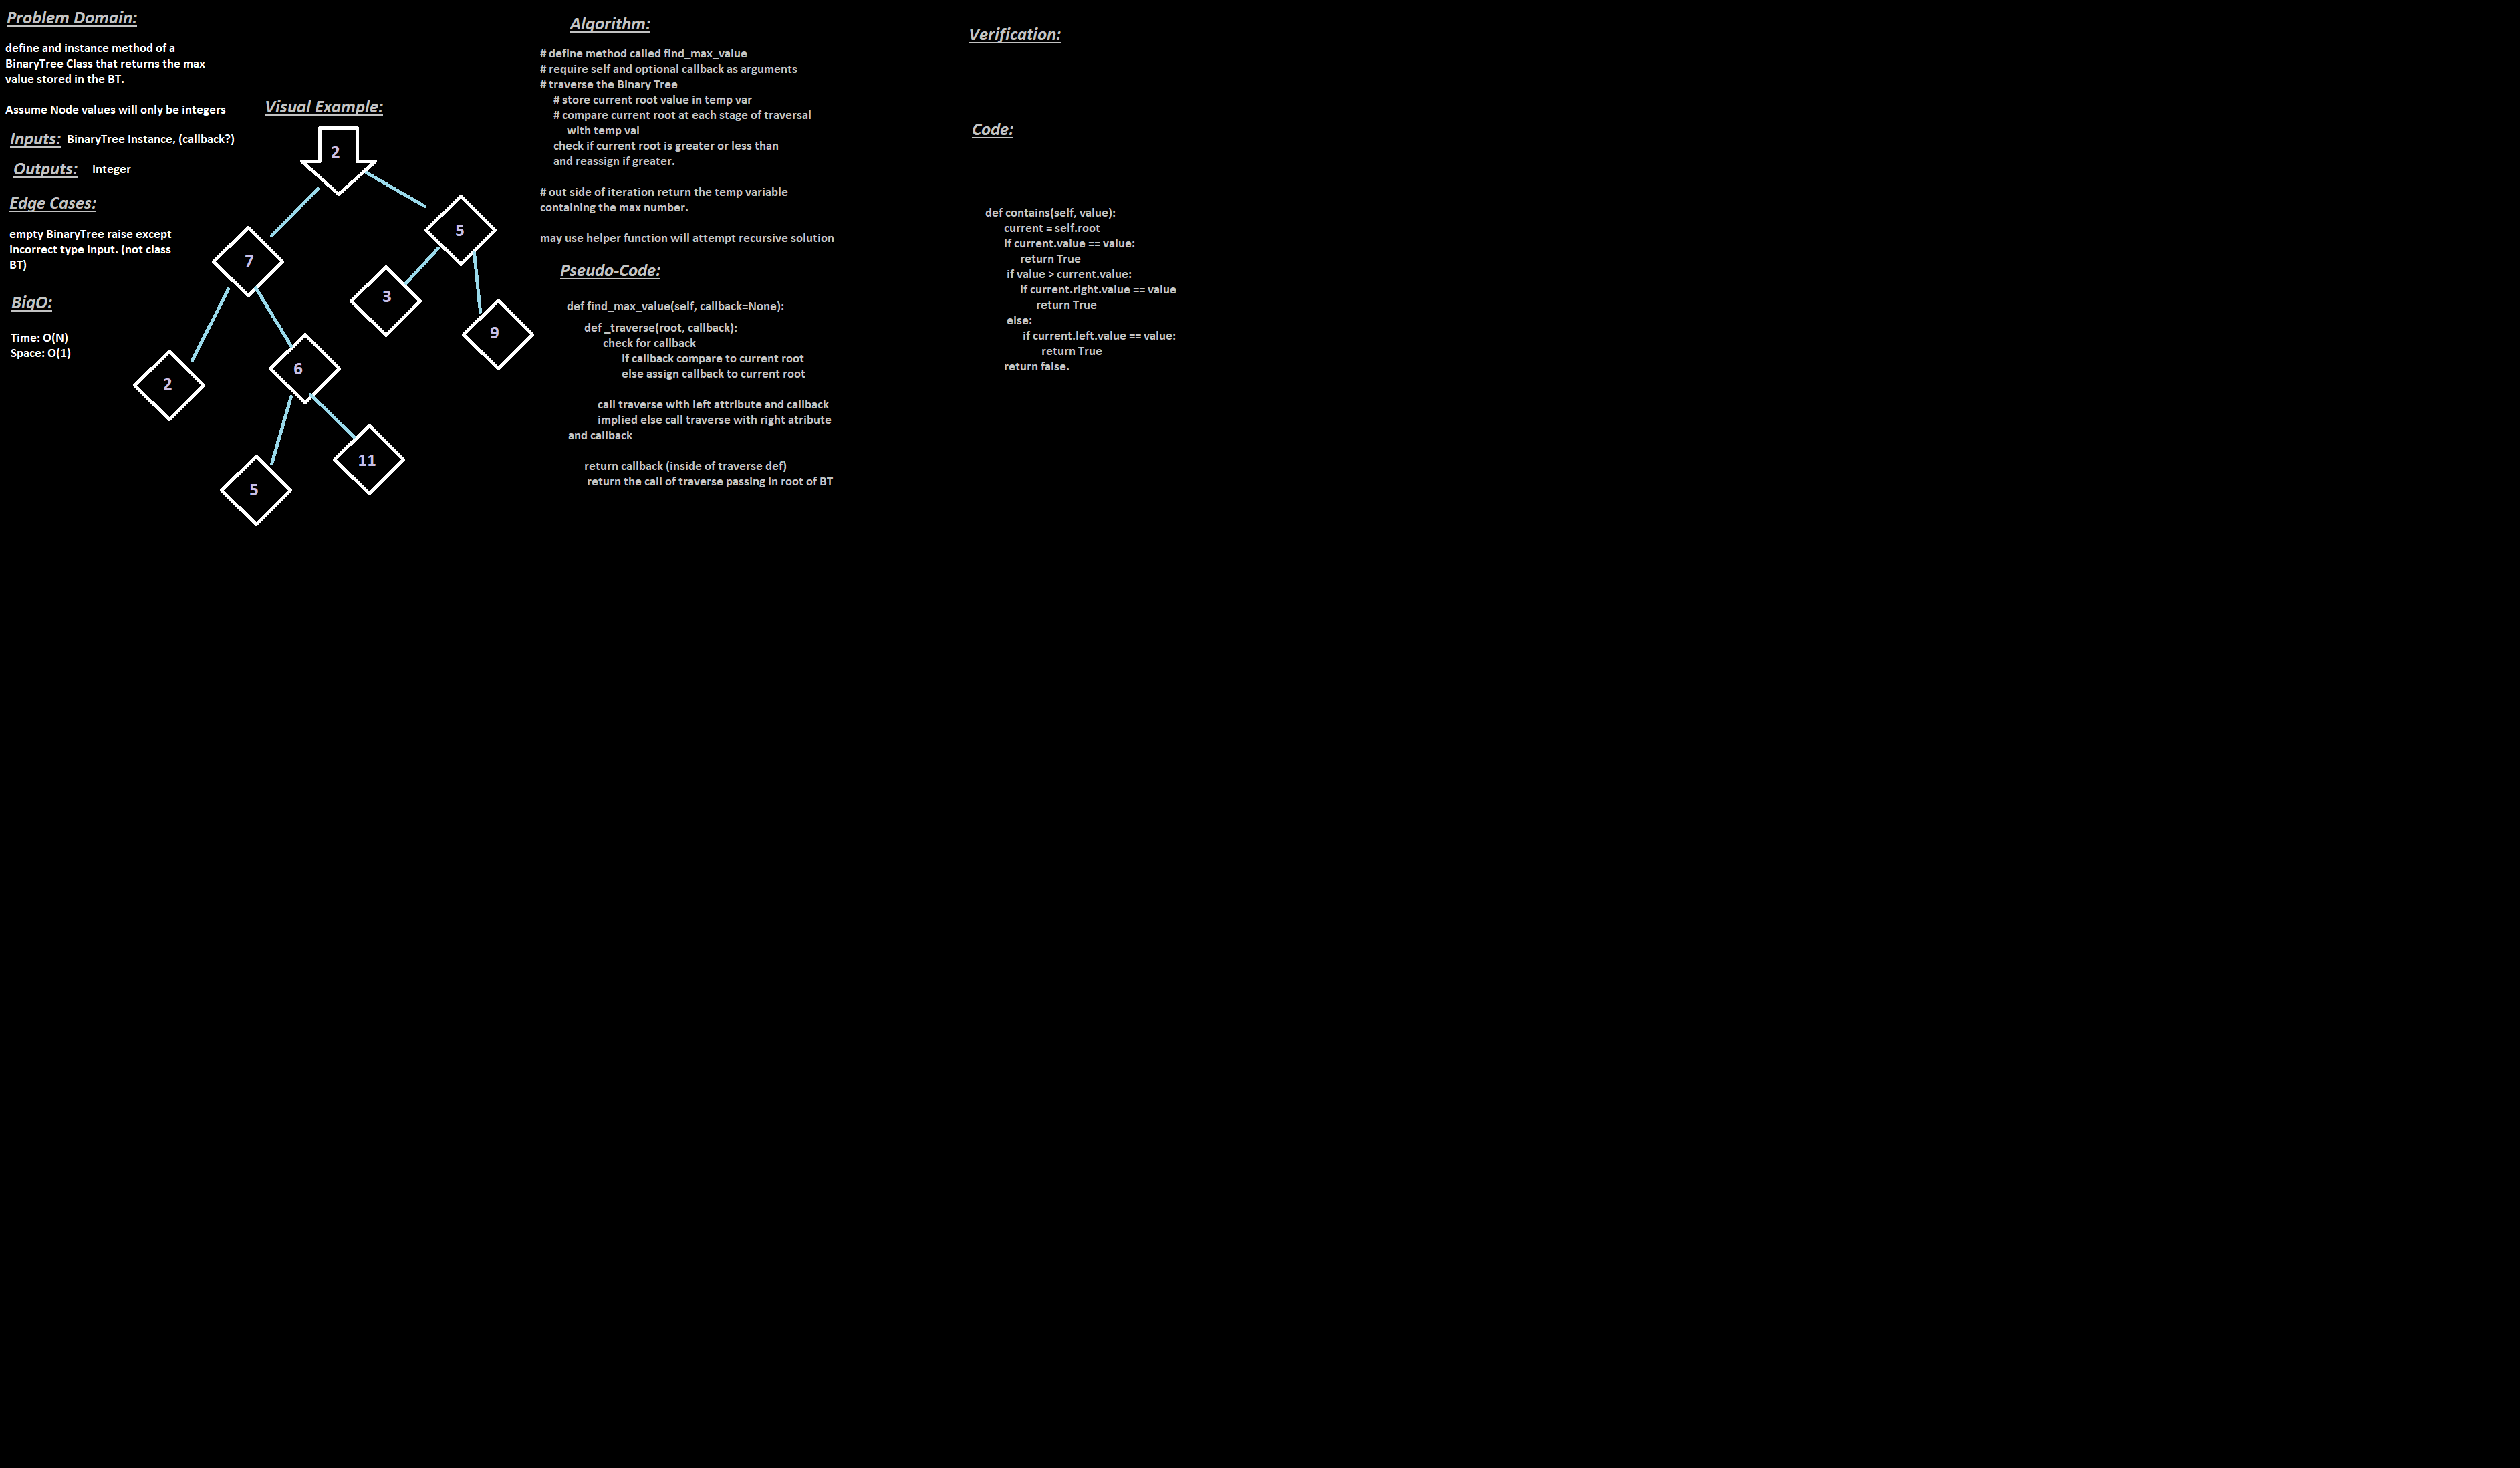 Problem Domain:
define and instance method of a
BinaryTree Class that returns the max
value stored in the BT.
Assume Node values will only be integers
Inputs: BinaryTree Instance, (callback?)
Outputs: Integer
Edge Cases:
empty BinaryTree raise except
incorrect type input. (not class
BT)
BigO:
Time: O(N)
Space: O(1)
Visual Example:
2
7
5
3
9
2
6
5
11
Algorithm:
# define method called find_max_value
# require self and optional callback as arguments
# traverse the Binary Tree
# store current root value in temp var
# compare current root at each stage of traversal
with temp val
check if current root is greater or less than
and reassign if greater.
# out side of iteration return the temp variable
containing the max number.
may use helper function will attempt recursive solution
Pseudo-Code:
def find_max_value(self, callback=None):
def _traverse(root, callback):
check for callback
if callback compare to current root
else assign callback to current root
call traverse with left attribute and callback
implied else call traverse with right atribute
and callback
return callback (inside of traverse def)
return the call of traverse passing in root of BT
Verification:
Code:
def contains(self, value):
current = self.root
if current.value == value:
return True
if value > current.value:
if current.right.value == value
return True
else:
if current.left.value == value:
return True
return false.